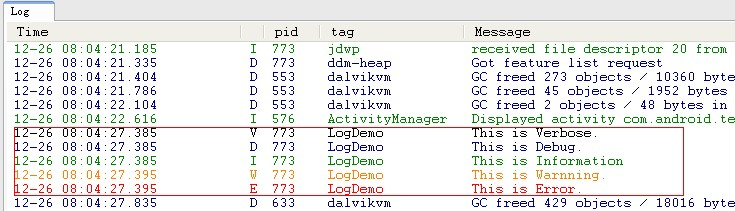 Log
Time pid tag Message
12-26 08:04:21.185 I 773 jdwp received file descriptor 20 from
12-26 08:04:21.335 D 773 ddm-heap Got feature list request
12-26 08:04:21.404 D 553 dalvikvm GC freed 273 objects / 10360 bytes
12-26 08:04:21.786 D 553 dalvikvm GC freed 45 objects / 1952 bytes
12-26 08:04:22.104 D 553 dalvikvm GC freed 2 objects / 48 bytes in
12-26 08:04:22.616 I 576 ActivityManager Displayed activity com.android.te
12-26 08:04:27.385 V 773 LogDemo This is Verbose.
12-26 08:04:27.385 D 773 LogDemo This is Debug.
12-26 08:04:27.385 I 773 LogDemo This is Information
12-26 08:04:27.395 W 773 LogDemo This is Warnning.
12-26 08:04:27.395 E 773 LogDemo This is Error.
12-26 08:04:27.835 D 633 dalvikvm GC freed 429 objects / 18016 bytes